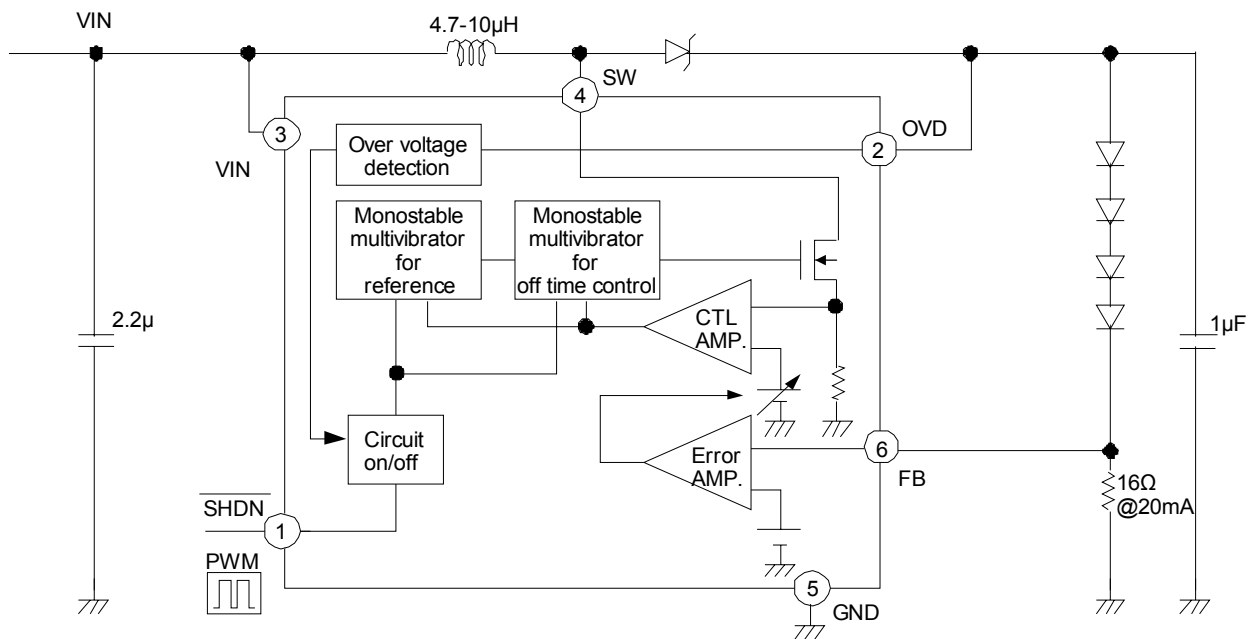 VIN
4.7-10µH
SW
4
3
VIN
Over voltage
detection
OVD
2
Monostable
multivibrator
for
reference
Monostable
multivibrator
for
off time control
CTL
AMP.
2.2µ
1µF
Circuit
on/off
Error
AMP.
6
FB
16Ω
@20mA
SHDN
1
PWM
5
GND